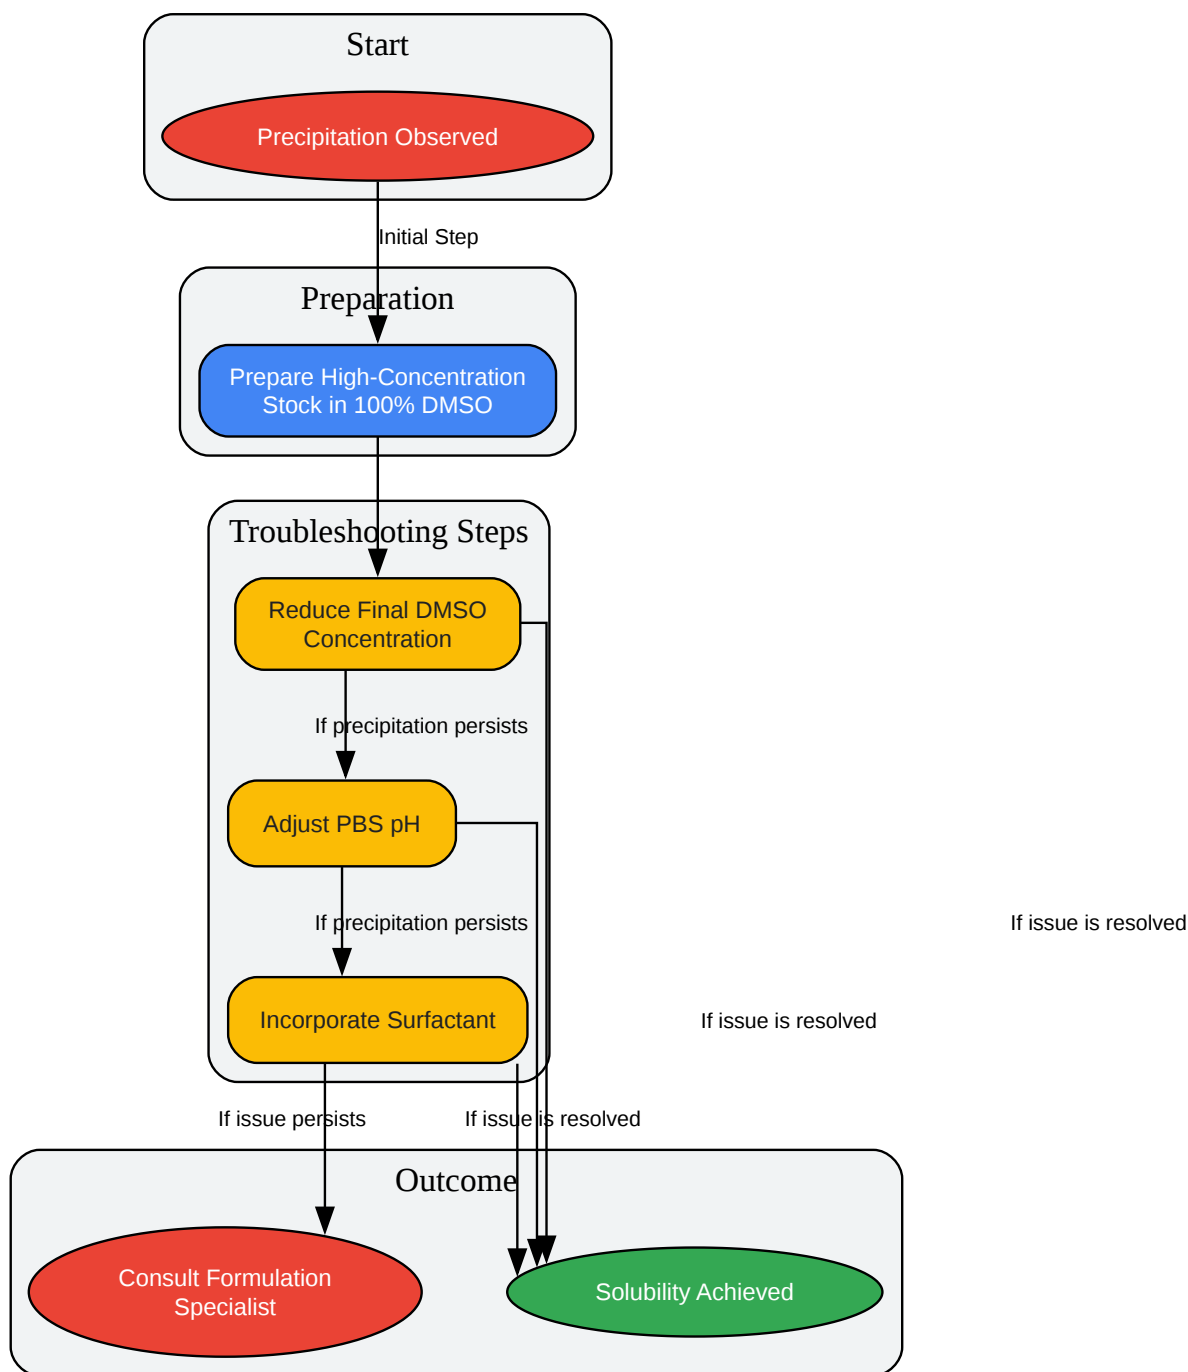 Start
Precipitation Observed
Initial Step
Preparation
Prepare High-Concentration
Stock in 100% DMSO
Troubleshooting Steps
Reduce Final DMSO
Concentration
If precipitation persists
Adjust PBS pH
If precipitation persists
If issue is resolved
Incorporate Surfactant
If issue is resolved
If issue persists
If issue is resolved
Outcome
Consult Formulation
Specialist
Solubility Achieved